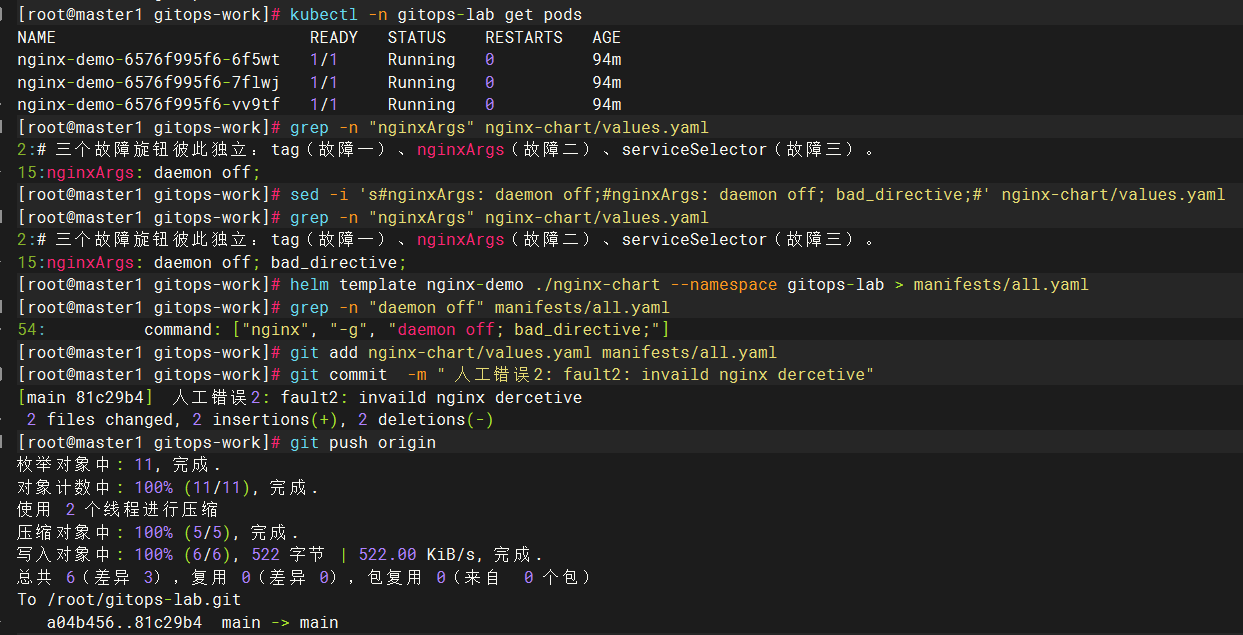 [root@master1 gitops-work]# kubectl -n gitops-lab get pods
NAME                          READY   STATUS    RESTARTS   AGE
nginx-demo-6576f995f6-6f5wt   1/1     Running   0          94m
nginx-demo-6576f995f6-7flwj   1/1     Running   0          94m
nginx-demo-6576f995f6-vv9tf   1/1     Running   0          94m
[root@master1 gitops-work]# grep -n "nginxArgs" nginx-chart/values.yaml
2:# 三个故障旋钮彼此独立：tag（故障一）、nginxArgs（故障二）、serviceSelector（故障三）。
15:nginxArgs: daemon off;
[root@master1 gitops-work]# sed -i 's#nginxArgs: daemon off;#nginxArgs: daemon off; bad_directive;#' nginx-chart/values.yaml
[root@master1 gitops-work]# grep -n "nginxArgs" nginx-chart/values.yaml
2:# 三个故障旋钮彼此独立：tag（故障一）、nginxArgs（故障二）、serviceSelector（故障三）。
15:nginxArgs: daemon off; bad_directive;
[root@master1 gitops-work]# helm template nginx-demo ./nginx-chart --namespace gitops-lab > manifests/all.yaml
[root@master1 gitops-work]# grep -n "daemon off" manifests/all.yaml
54:          command: ["nginx", "-g", "daemon off; bad_directive;"]
[root@master1 gitops-work]# git add nginx-chart/values.yaml manifests/all.yaml
[root@master1 gitops-work]# git commit  -m " 人工错误2: fault2: invaild nginx dercetive"
[main 81c29b4]  人工错误2: fault2: invaild nginx dercetive
 2 files changed, 2 insertions(+), 2 deletions(-)
[root@master1 gitops-work]# git push origin
枚举对象中: 11, 完成.
对象计数中: 100% (11/11), 完成.
使用 2 个线程进行压缩
压缩对象中: 100% (5/5), 完成.
写入对象中: 100% (6/6), 522 字节 | 522.00 KiB/s, 完成.
总共 6（差异 3），复用 0（差异 0），包复用 0（来自  0 个包）
To /root/gitops-lab.git
   a04b456..81c29b4  main -> main